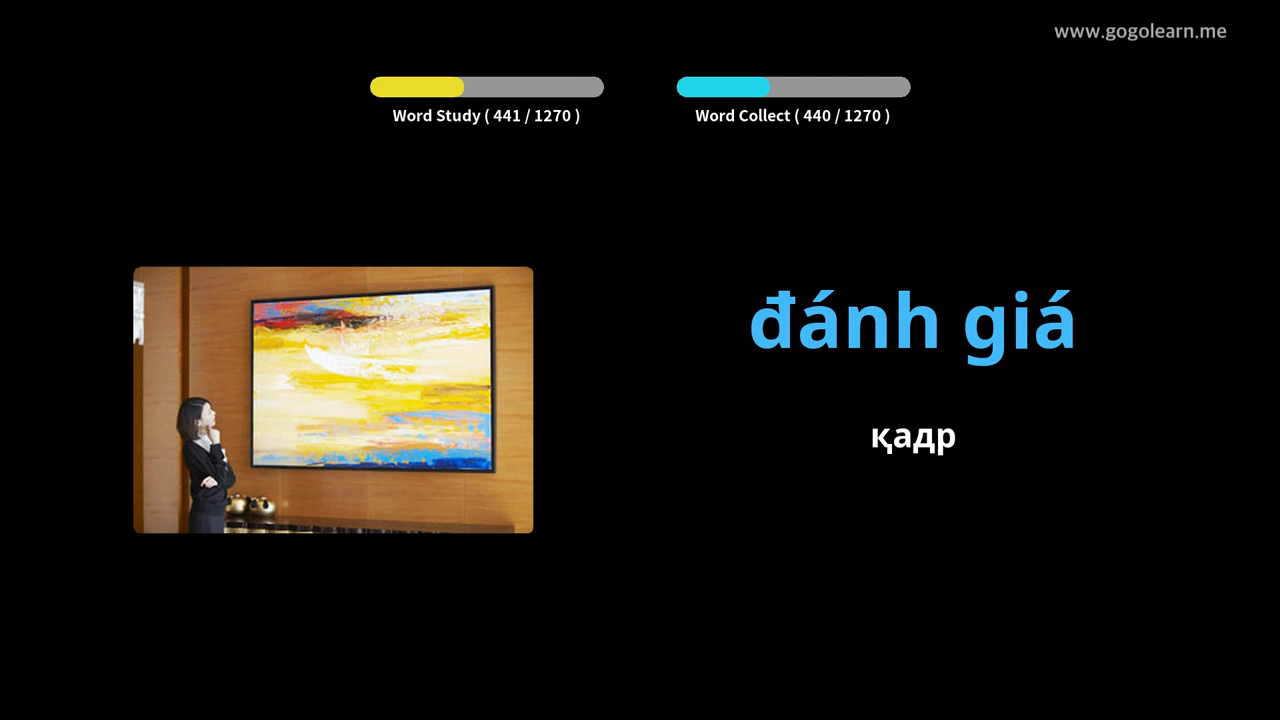 www.gogolearn.me
Word Study ( 441 / 1270 )
Word Collect ( 440 / 1270 )
đánh giá
қадр